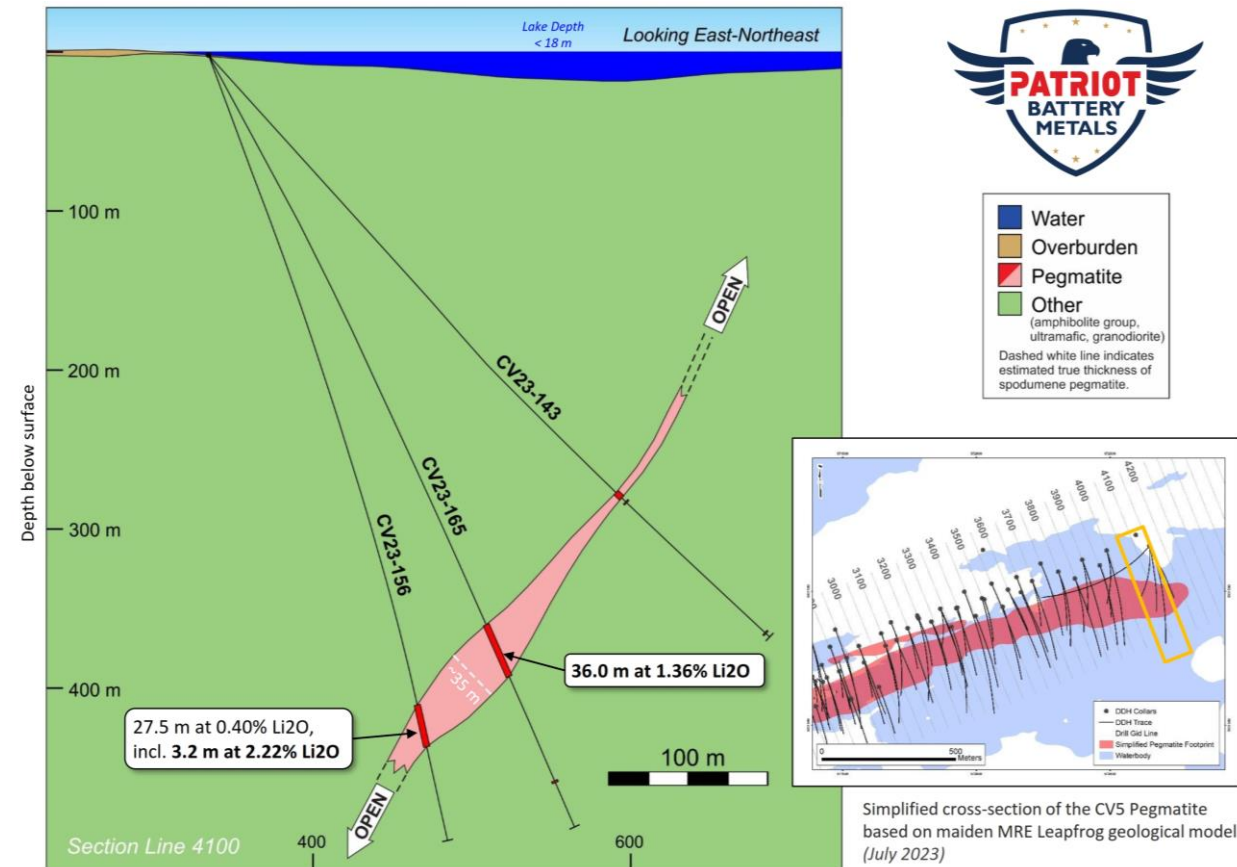 Lake Depth
< 18 m
Looking East-Northeast
PATRIOT
BATTERY
METALS
Water
Overburden
Pegmatite
Other
(amphibolite group,
ultramafic, granodiorite)
Dashed white line indicates
estimated true thickness of
spodumene pegmatite.
Depth below surface
100 m
200 m
300 m
400 m
OPEN
CV23-143
CV23-165
CV23-156
~35 m
36.0 m at 1.36% Li2O
27.5 m at 0.40% Li2O,
incl. 3.2 m at 2.22% Li2O
OPEN
100 m
Section Line 4100
400
600
3000
3100
3200
3300
3400
3500
3600
3700
3800
3900
4000
4100
4200
DDH Collars
DDH Trace
Drill Gid Line
Simplified Pegmatite Footprint
Waterbody
0
500
Meters
Simplified cross-section of the CV5 Pegmatite
based on maiden MRE Leapfrog geological model
(July 2023)